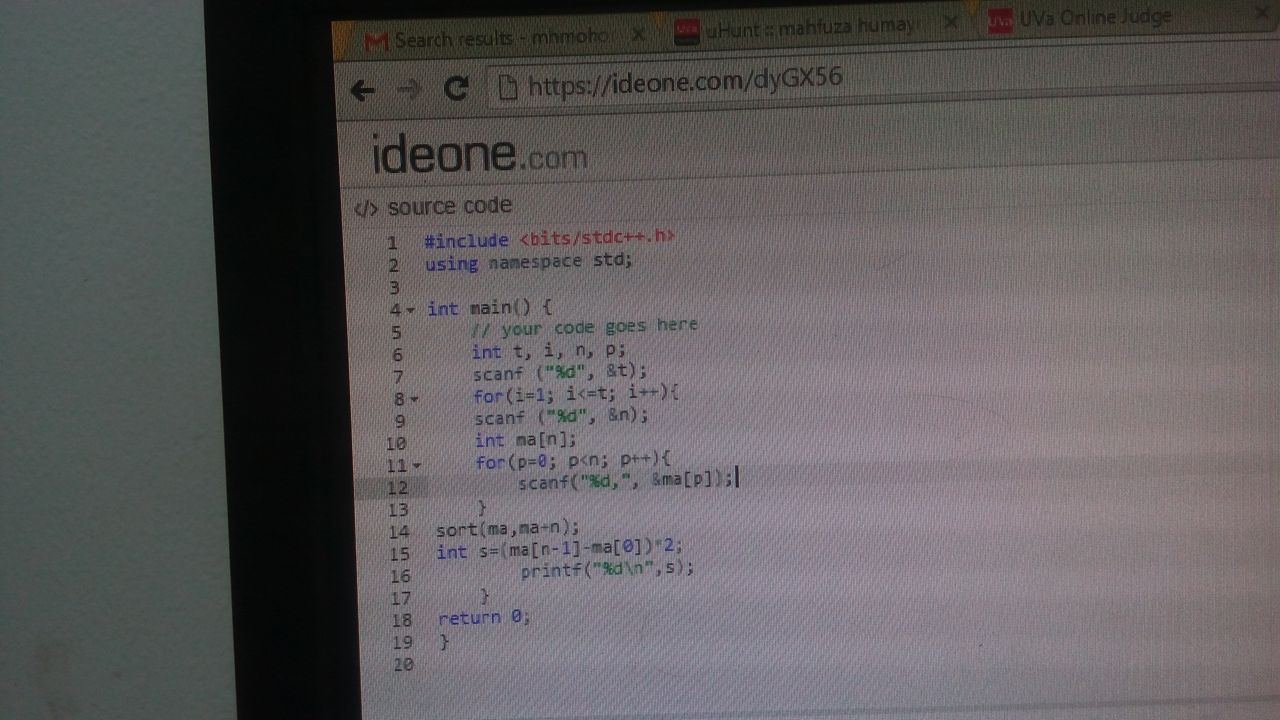 Search results - mhmoho
uHunt :: mahfuza humay
UVa Online Judge
https://ideone.com/dyGX56
ideone.com
</> source code
1 #include <bits/stdc++.h>
2 using namespace std;
3
4 int main() {
5 // your code goes here
6 int t, i, n, p;
7 scanf ("%d", &t);
8 for(i=1; i<=t; i++){
9 scanf ("%d", &n);
10 int ma[n];
11 for(p=0; p<n; p++){
12 scanf("%d,", &ma[p]);
13 }
14 sort(ma,ma+n);
15 int s=(ma[n-1]-ma[0])*2;
16 printf("%d\n",s);
17 }
18 return 0;
19 }
20